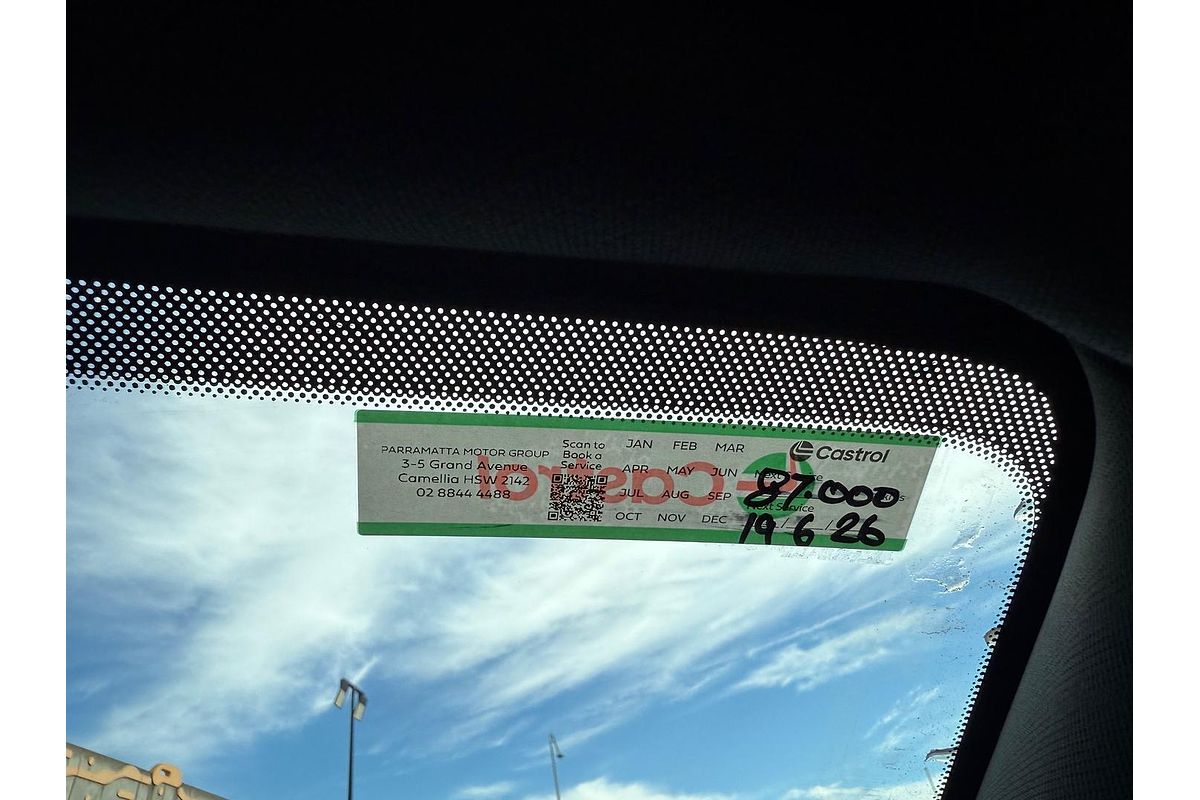 PARRAMATTA MOTOR GROUP
3-5 Grand Avenue
Camellia HSW 2142
02 8844 4488
Scan to
Book a
Service
JAN FEB MAR
APR MAY JUN
JUL AUG SEP
OCT NOV DEC
Castrol
Next Service
87.000
Next Service
19/6/26
Castrol